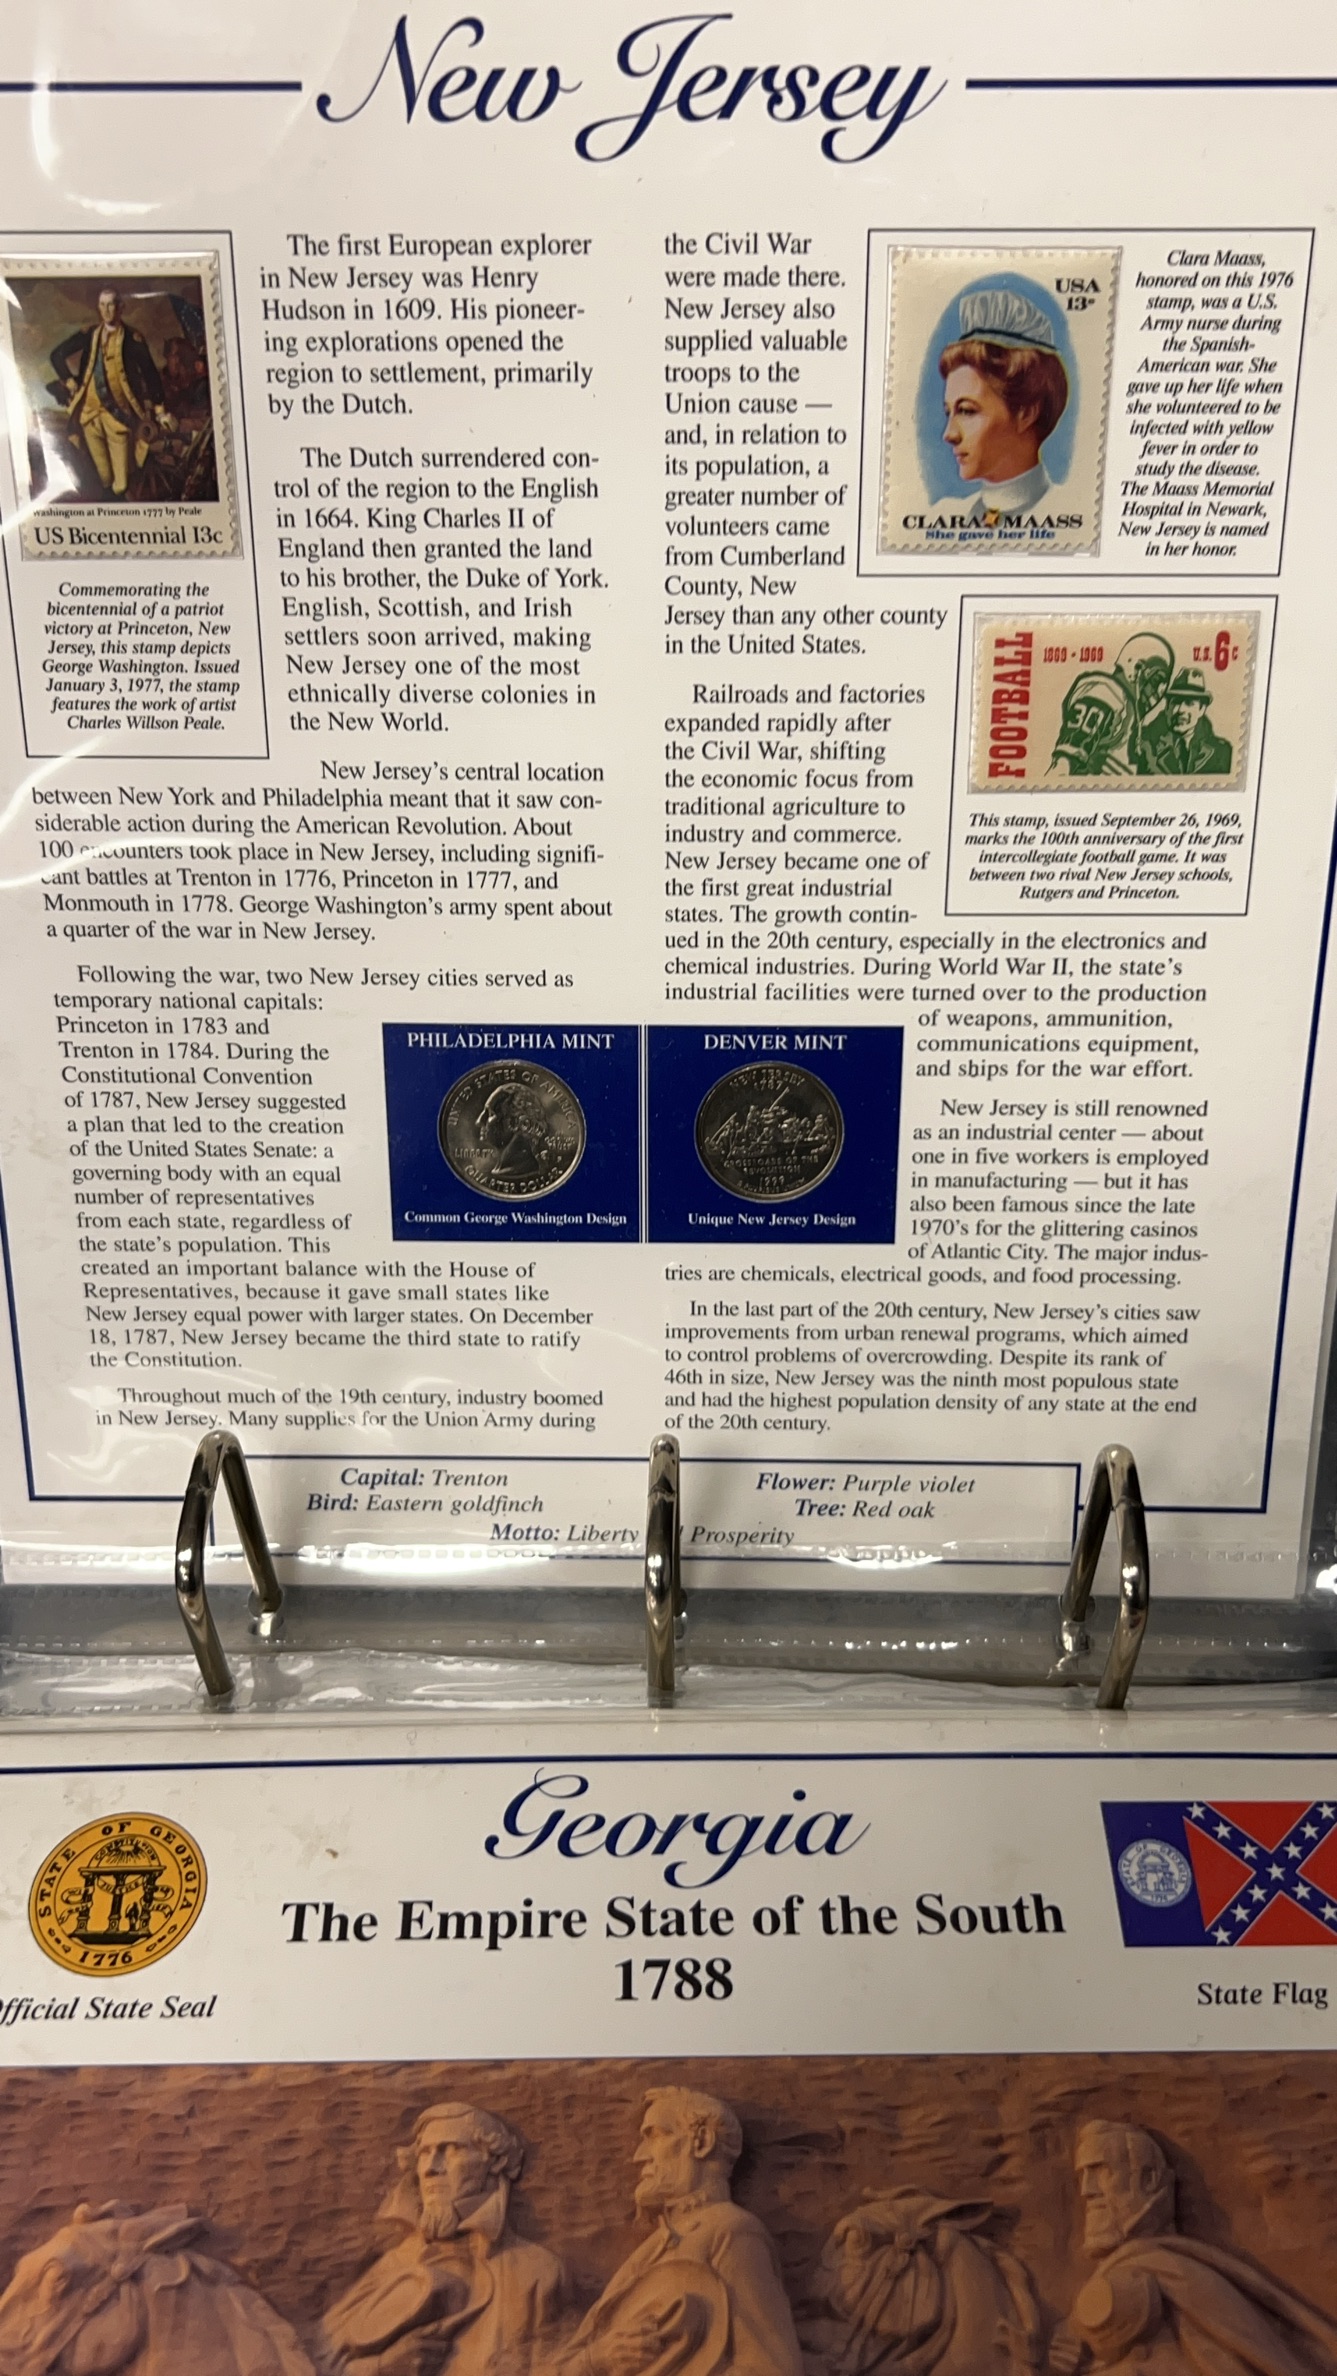 New Jersey
Washington at Princeton 1777 by Peale
US Bicentennial 13c
Commemorating the
bicentennial of a patriot
victory at Princeton, New
Jersey, this stamp depicts
George Washington. Issued
January 3, 1977, the stamp
features the work of artist
Charles Willson Peale.
The first European explorer
in New Jersey was Henry
Hudson in 1609. His pioneer-
ing explorations opened the
region to settlement, primarily
by the Dutch.
The Dutch surrendered con-
trol of the region to the English
in 1664. King Charles II of
England then granted the land
to his brother, the Duke of York.
English, Scottish, and Irish
settlers soon arrived, making
New Jersey one of the most
ethnically diverse colonies in
the New World.
New Jersey's central location
between New York and Philadelphia meant that it saw con-
siderable action during the American Revolution. About
100 encounters took place in New Jersey, including signifi-
cant battles at Trenton in 1776, Princeton in 1777, and
Monmouth in 1778. George Washington's army spent about
a quarter of the war in New Jersey.
Following the war, two New Jersey cities served as
temporary national capitals:
Princeton in 1783 and
Trenton in 1784. During the
Constitutional Convention
of 1787, New Jersey suggested
a plan that led to the creation
of the United States Senate: a
governing body with an equal
number of representatives
from each state, regardless of
the state's population. This
created an important balance with the House of
Representatives, because it gave small states like
New Jersey equal power with larger states. On December
18, 1787, New Jersey became the third state to ratify
the Constitution.
Throughout much of the 19th century, industry boomed
in New Jersey. Many supplies for the Union Army during
the Civil War
were made there.
New Jersey also
supplied valuable
troops to the
Union cause —
and, in relation to
its population, a
greater number of
volunteers came
from Cumberland
County, New
Jersey than any other county
in the United States.
Railroads and factories
expanded rapidly after
the Civil War, shifting
the economic focus from
traditional agriculture to
industry and commerce.
New Jersey became one of
the first great industrial
states. The growth contin-
ued in the 20th century, especially in the electronics and
chemical industries. During World War II, the state's
industrial facilities were turned over to the production
of weapons, ammunition,
communications equipment,
and ships for the war effort.
New Jersey is still renowned
as an industrial center — about
one in five workers is employed
in manufacturing — but it has
also been famous since the late
1970's for the glittering casinos
of Atlantic City. The major indus-
tries are chemicals, electrical goods, and food processing.
In the last part of the 20th century, New Jersey's cities saw
improvements from urban renewal programs, which aimed
to control problems of overcrowding. Despite its rank of
46th in size, New Jersey was the ninth most populous state
and had the highest population density of any state at the end
of the 20th century.
USA
13c
CLARA MAASS
She gave her life
Clara Maass,
honored on this 1976
stamp, was a U.S.
Army nurse during
the Spanish-
American war. She
gave up her life when
she volunteered to be
infected with yellow
fever in order to
study the disease.
The Maass Memorial
Hospital in Newark,
New Jersey is named
in her honor.
FOOTBALL
1869-1969
U.S. 6c
30
This stamp, issued September 26, 1969,
marks the 100th anniversary of the first
intercollegiate football game. It was
between two rival New Jersey schools,
Rutgers and Princeton.
PHILADELPHIA MINT
UNITED STATES OF AMERICA
LIBERTY
QUARTER DOLLAR
Common George Washington Design
DENVER MINT
NEW JERSEY
1787
CROSSROADS OF THE
REVOLUTION
1999
Unique New Jersey Design
Capital: Trenton
Bird: Eastern goldfinch
Flower: Purple violet
Tree: Red oak
Motto: Liberty Prosperity
Georgia
The Empire State of the South
1788
STATE OF GEORGIA
CONSTITUTION
1776
Official State Seal
State Flag